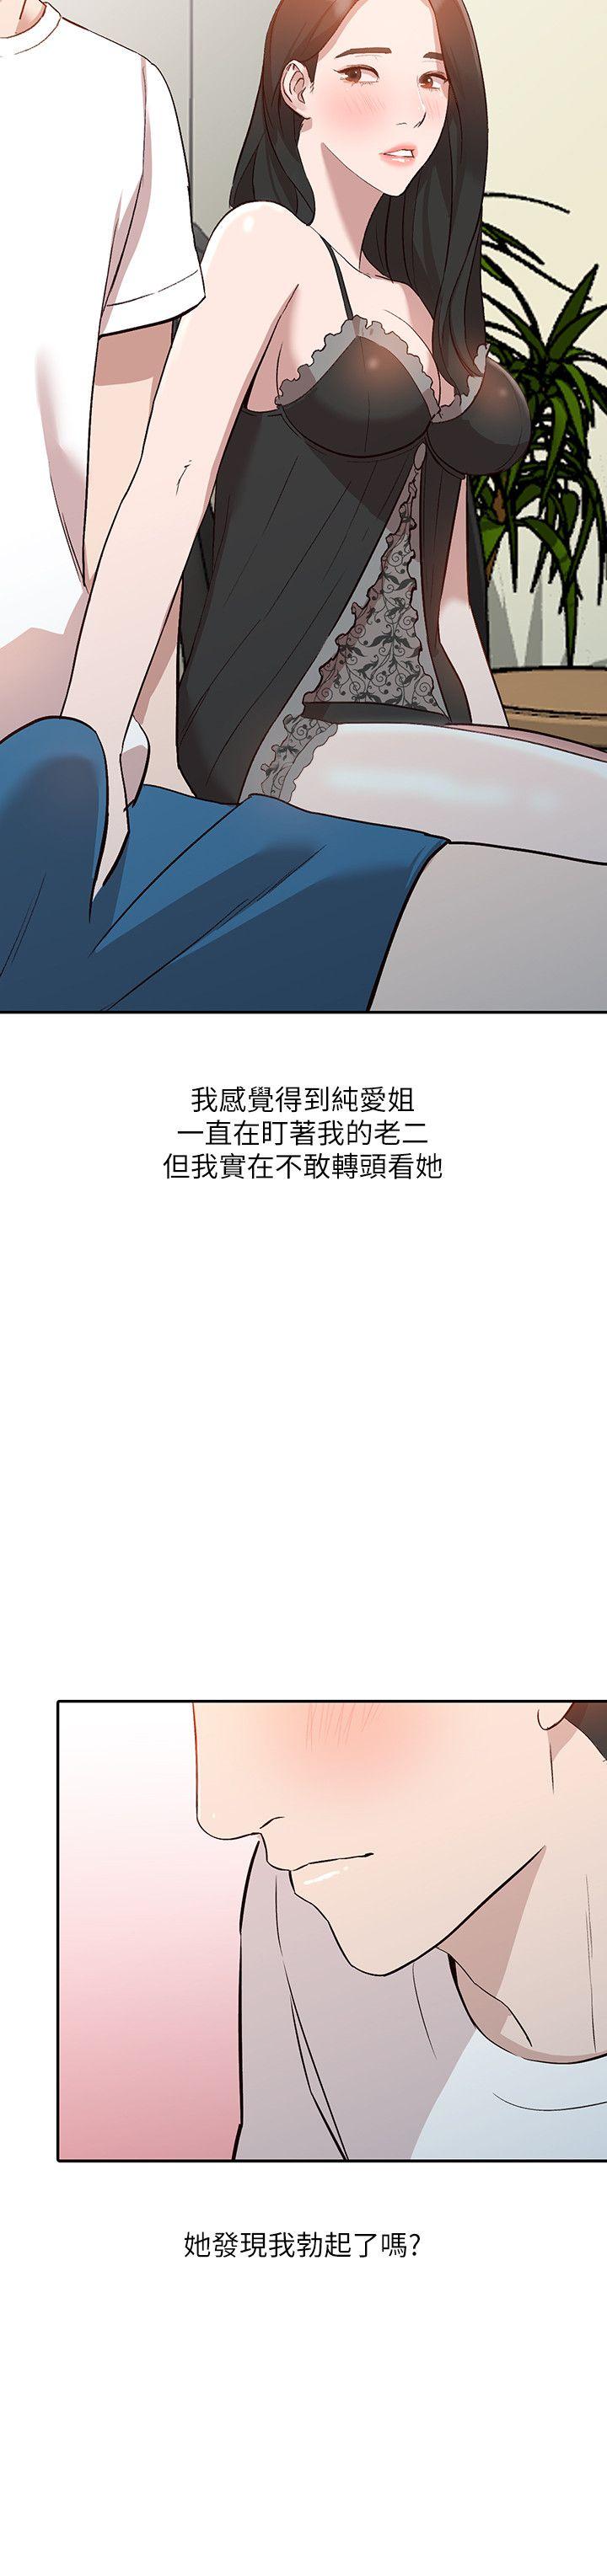 我感覺得到純愛姐
一直在盯著我的老二
但我實在不敢轉頭看她
她發現我勃起了嗎?